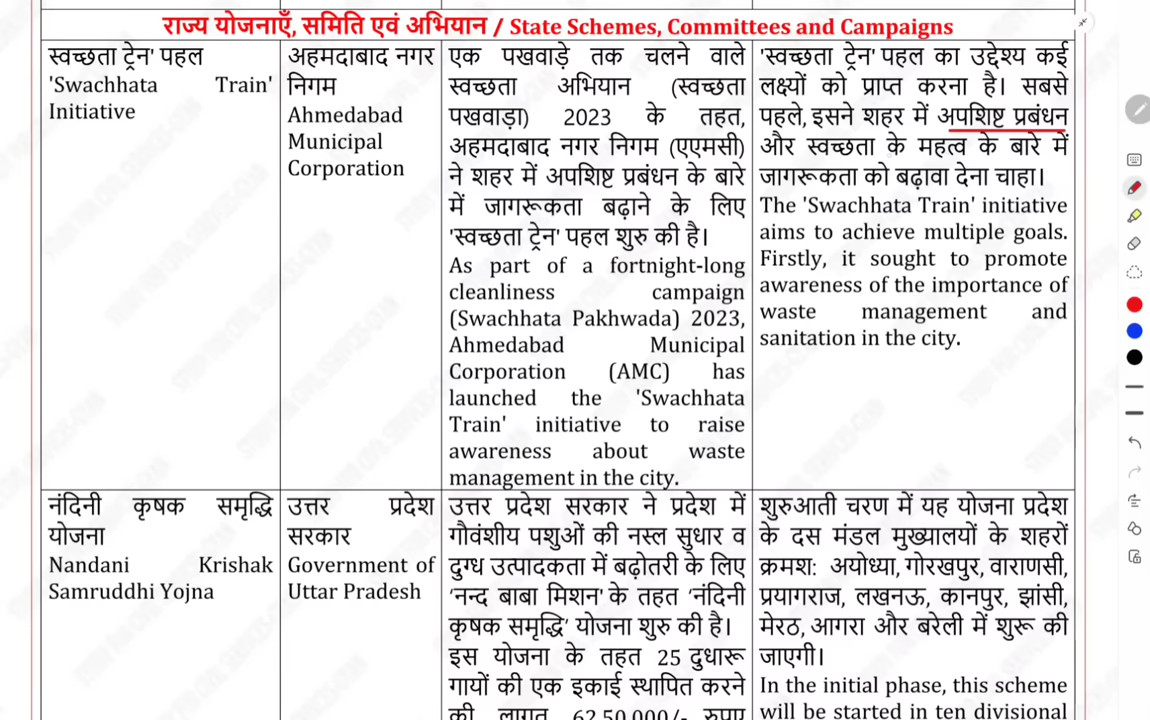 राज्य योजनाएँ, समिति एवं अभियान / State Schemes, Committees and Campaigns
स्वच्छता ट्रेन' पहल
'Swachhata Train'
Initiative
अहमदाबाद नगर
निगम
Ahmedabad
Municipal
Corporation
एक पखवाड़े तक चलने वाले
स्वच्छता अभियान (स्वच्छता
पखवाड़ा) 2023 के तहत,
अहमदाबाद नगर निगम (एएमसी)
ने शहर में अपशिष्ट प्रबंधन के बारे
में जागरूकता बढ़ाने के लिए
'स्वच्छता ट्रेन' पहल शुरु की है।
As part of a fortnight-long
cleanliness campaign
(Swachhata Pakhwada) 2023,
Ahmedabad Municipal
Corporation (AMC) has
launched the 'Swachhata
Train' initiative to raise
awareness about waste
management in the city.
'स्वच्छता ट्रेन' पहल का उद्देश्य कई
लक्ष्यों को प्राप्त करना है। सबसे
पहले, इसने शहर में अपशिष्ट प्रबंधन
और स्वच्छता के महत्व के बारे में
जागरूकता को बढ़ावा देना चाहा।
The 'Swachhata Train' initiative
aims to achieve multiple goals.
Firstly, it sought to promote
awareness of the importance of
waste management and
sanitation in the city.
नंदिनी कृषक समृद्धि
योजना
Nandani Krishak
Samruddhi Yojna
उत्तर प्रदेश
सरकार
Government of
Uttar Pradesh
उत्तर प्रदेश सरकार ने प्रदेश में
गौवंशीय पशुओं की नस्ल सुधार व
दुग्ध उत्पादकता में बढ़ोतरी के लिए
'नन्द बाबा मिशन' के तहत 'नंदिनी
कृषक समृद्धि' योजना शुरु की है।
इस योजना के तहत 25 दुधारू
गायों की एक इकाई स्थापित करने
की लागत 62,50,000/- रुपए
शुरुआती चरण में यह योजना प्रदेश
के दस मंडल मुख्यालयों के शहरों
क्रमश: अयोध्या, गोरखपुर, वाराणसी,
प्रयागराज, लखनऊ, कानपुर, झांसी,
मेरठ, आगरा और बरेली में शुरू की
जाएगी।
In the initial phase, this scheme
will be started in ten divisional